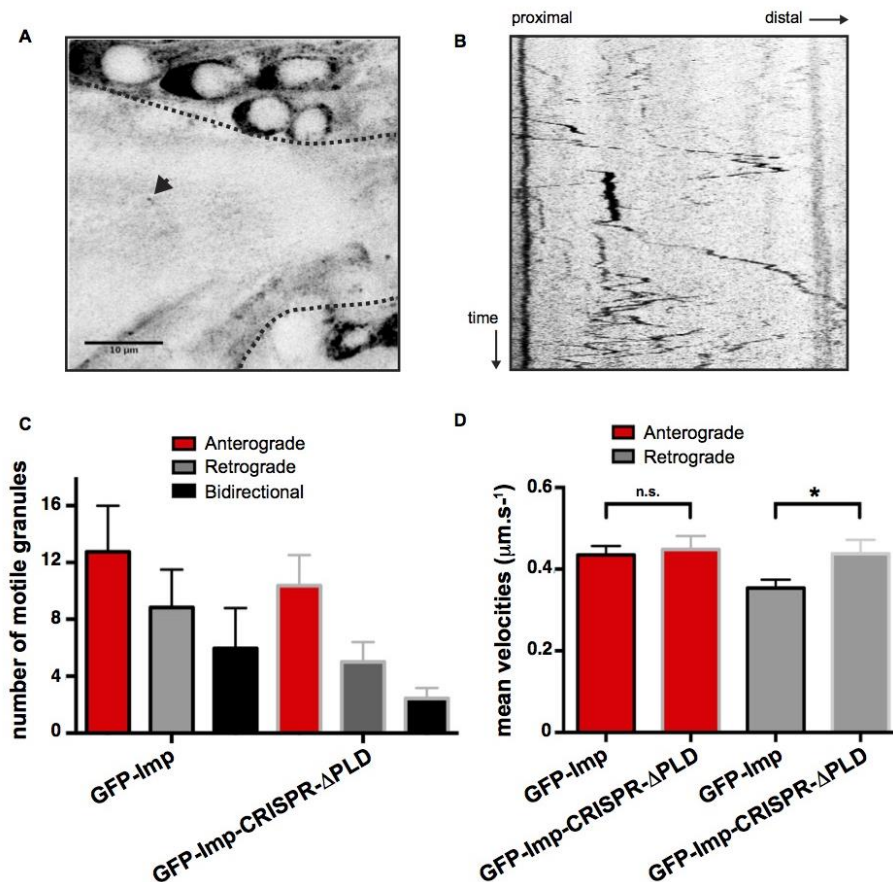 A
10 µm
B
proximal
distal
time
C
Anterograde
Retrograde
Bidirectional
number of motile granules
16
12
8
4
0
GFP-Imp
GFP-Imp-CRISPR-ΔPLD
D
Anterograde
Retrograde
mean velocities (µm.s-1)
0.6
0.4
0.2
0
n.s.
*
GFP-Imp
GFP-Imp-CRISPR-ΔPLD
GFP-Imp
GFP-Imp-CRISPR-ΔPLD